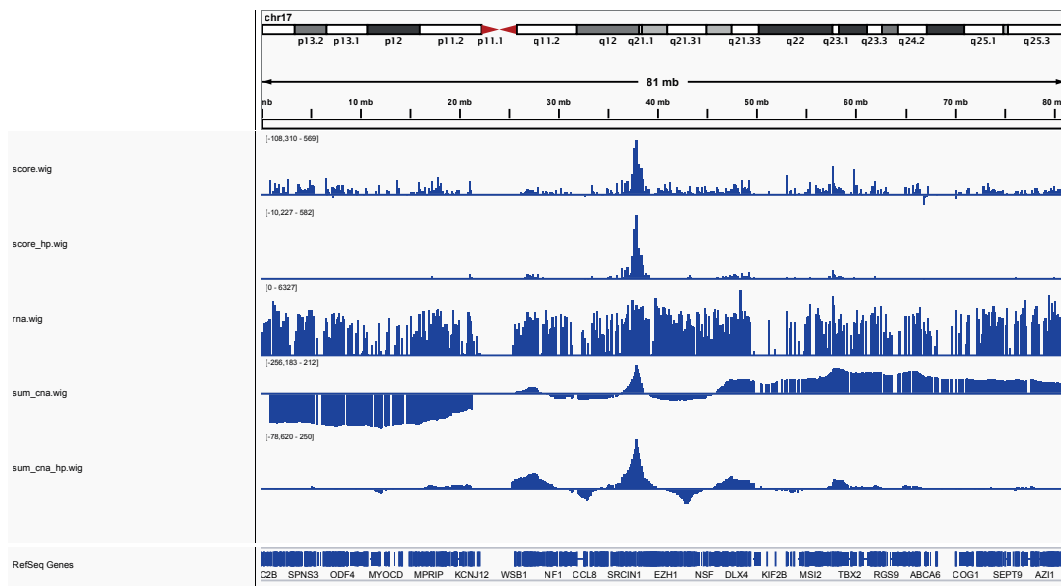 chr17
p13.2 p13.1 p12 p11.2 p11.1 q11.2 q12 q21.1 q21.31 q21.33 q22 q23.1 q23.3 q24.2 q25.1 q25.3
81 mb
mb 10 mb 20 mb 30 mb 40 mb 50 mb 60 mb 70 mb 80 m
[-108,310 - 569]
score.wig
[-10,227 - 582]
score_hp.wig
[0 - 6327]
rna.wig
[-256,183 - 212]
sum_cna.wig
[-78,620 - 250]
sum_cna_hp.wig
RefSeq Genes
C2B SPNS3 ODF4 MYOCD MPRIP KCNJ12 WSB1 NF1 CCL8 SRCIN1 EZH1 NSF DLX4 KIF2B MSI2 TBX2 RGS9 ABCA6 COG1 SEPT9 AZI1